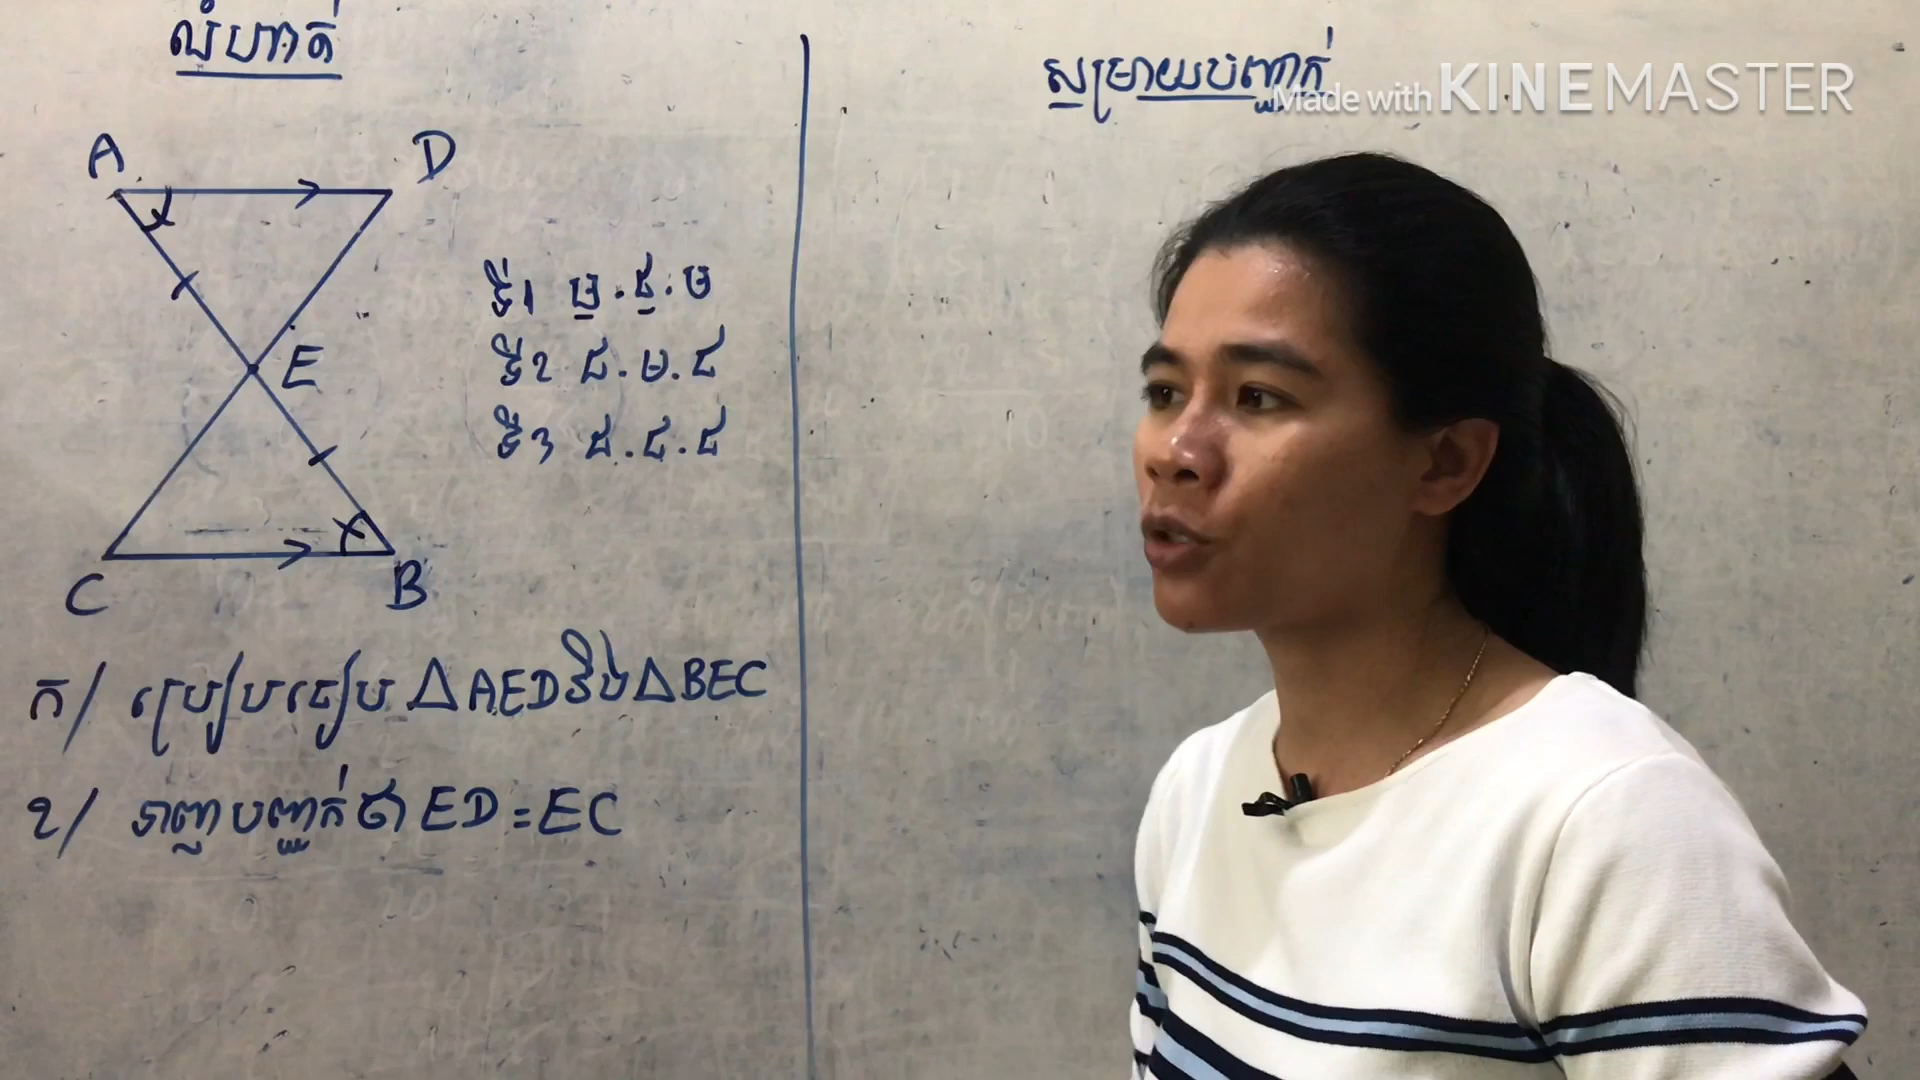 លំហាត់
A D
E
C B
ទី1 ម.ជ.ម
ទី2 ជ.ម.ជ
ទី3 ជ.ជ.ជ
ក/ ប្រៀបធៀប ΔAED និង ΔBEC
ខ/ ទាញបញ្ជាក់ថា ED = EC
សម្រាយបញ្ជាក់
Made with KINEMASTER